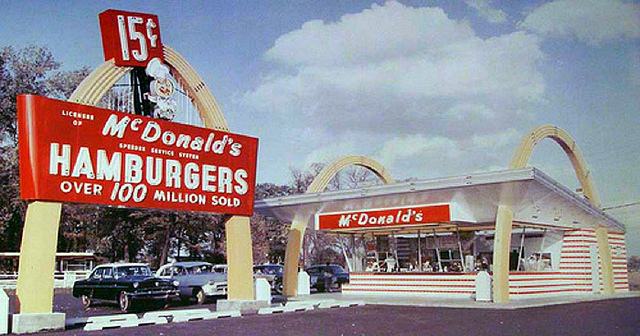 15¢
LICENSEE
OF
McDonald's
SPEEDEE SERVICE SYSTEM
HAMBURGERS
OVER 100 MILLION SOLD
McDonald's